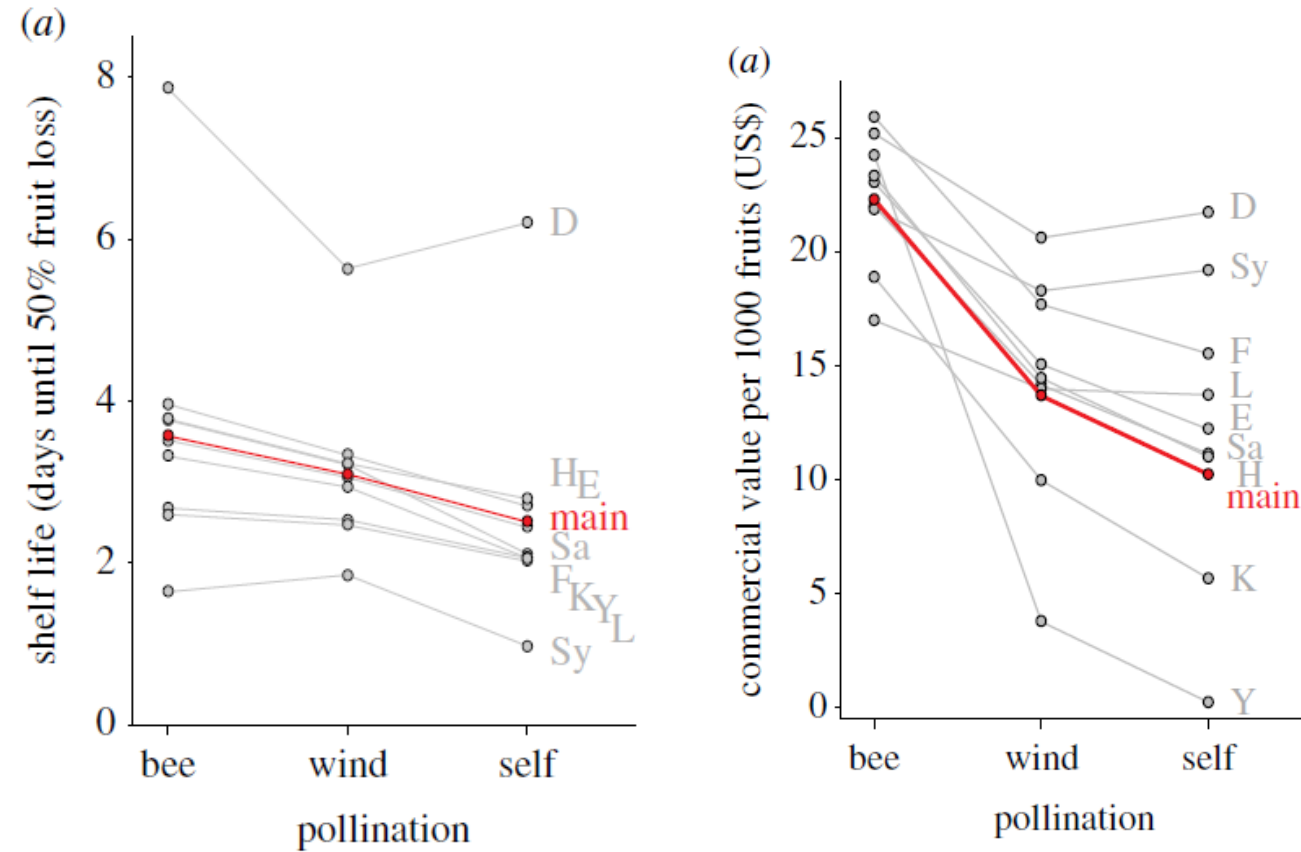 (a)
shelf life (days until 50% fruit loss)
8
6
4
2
0
D
H
E
main
Sa
F
K
Y
L
Sy
bee wind self
pollination
(a)
commercial value per 1000 fruits (US$)
25
20
15
10
5
0
D
Sy
F
L
E
Sa
H
main
K
Y
bee wind self
pollination